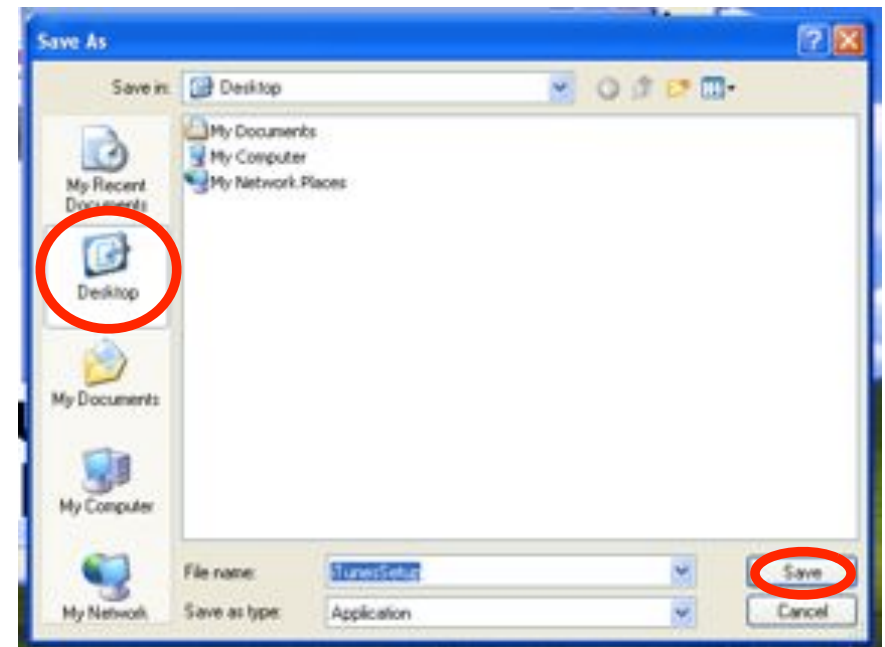 Save As
Save in:
Desktop
My Documents
My Computer
My Network Places
My Recent
Documents
Desktop
My Documents
My Computer
My Network
File name:
iTunesSetup
Save
Save as type:
Application
Cancel